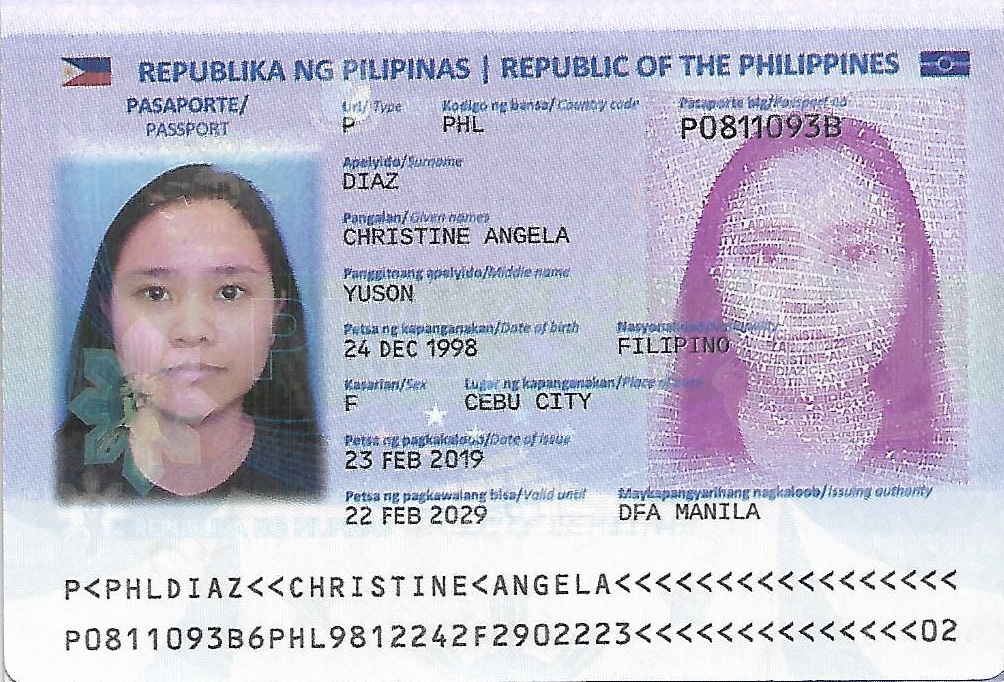 REPUBLIKA NG PILIPINAS | REPUBLIC OF THE PHILIPPINES
PASAPORTE/
PASSPORT
Uri/ Type
Kodigo ng bansa/ Country code
Pasaporte blg/Passport no
P
PHL
P0811093B
Apelyido/Surname
DIAZ
Pangalan/Given names
CHRISTINE ANGELA
Panggitnang apelyido/Middle name
YUSON
Petsa ng kapanganakan/Date of birth
24 DEC 1998
FILIPINO
Kasarian/Sex
Lugar ng kapanganakan/Place of
F
CEBU CITY
Petsa ng pagkakaloob/Date of issue
23 FEB 2019
Petsa ng pagkawalang bisa/Valid until
Maykapangyarihang nagkaloob/Issuing authority
22 FEB 2029
DFA MANILA
P<PHLDIAZ<<CHRISTINE<ANGELA<<<<<<<<<<<<<<<<<
P0811093B6PHL9812242F2902223<<<<<<<<<<<<<<02